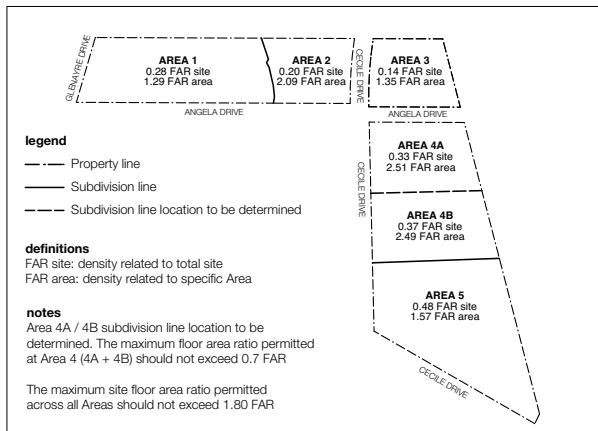 GLENAYRE DRIVE
AREA 1
0.28 FAR site
1.29 FAR area
AREA 2
0.20 FAR site
2.09 FAR area
CECILE DRIVE
AREA 3
0.14 FAR site
1.35 FAR area
ANGELA DRIVE
ANGELA DRIVE
legend
Property line
Subdivision line
Subdivision line location to be determined
AREA 4A
0.33 FAR site
2.51 FAR area
CECILE DRIVE
AREA 4B
0.37 FAR site
2.49 FAR area
definitions
FAR site: density related to total site
FAR area: density related to specific Area
AREA 5
0.48 FAR site
1.57 FAR area
CECILE DRIVE
notes
Area 4A / 4B subdivision line location to be
determined. The maximum floor area ratio permitted
at Area 4 (4A + 4B) should not exceed 0.7 FAR
The maximum site floor area ratio permitted
across all Areas should not exceed 1.80 FAR